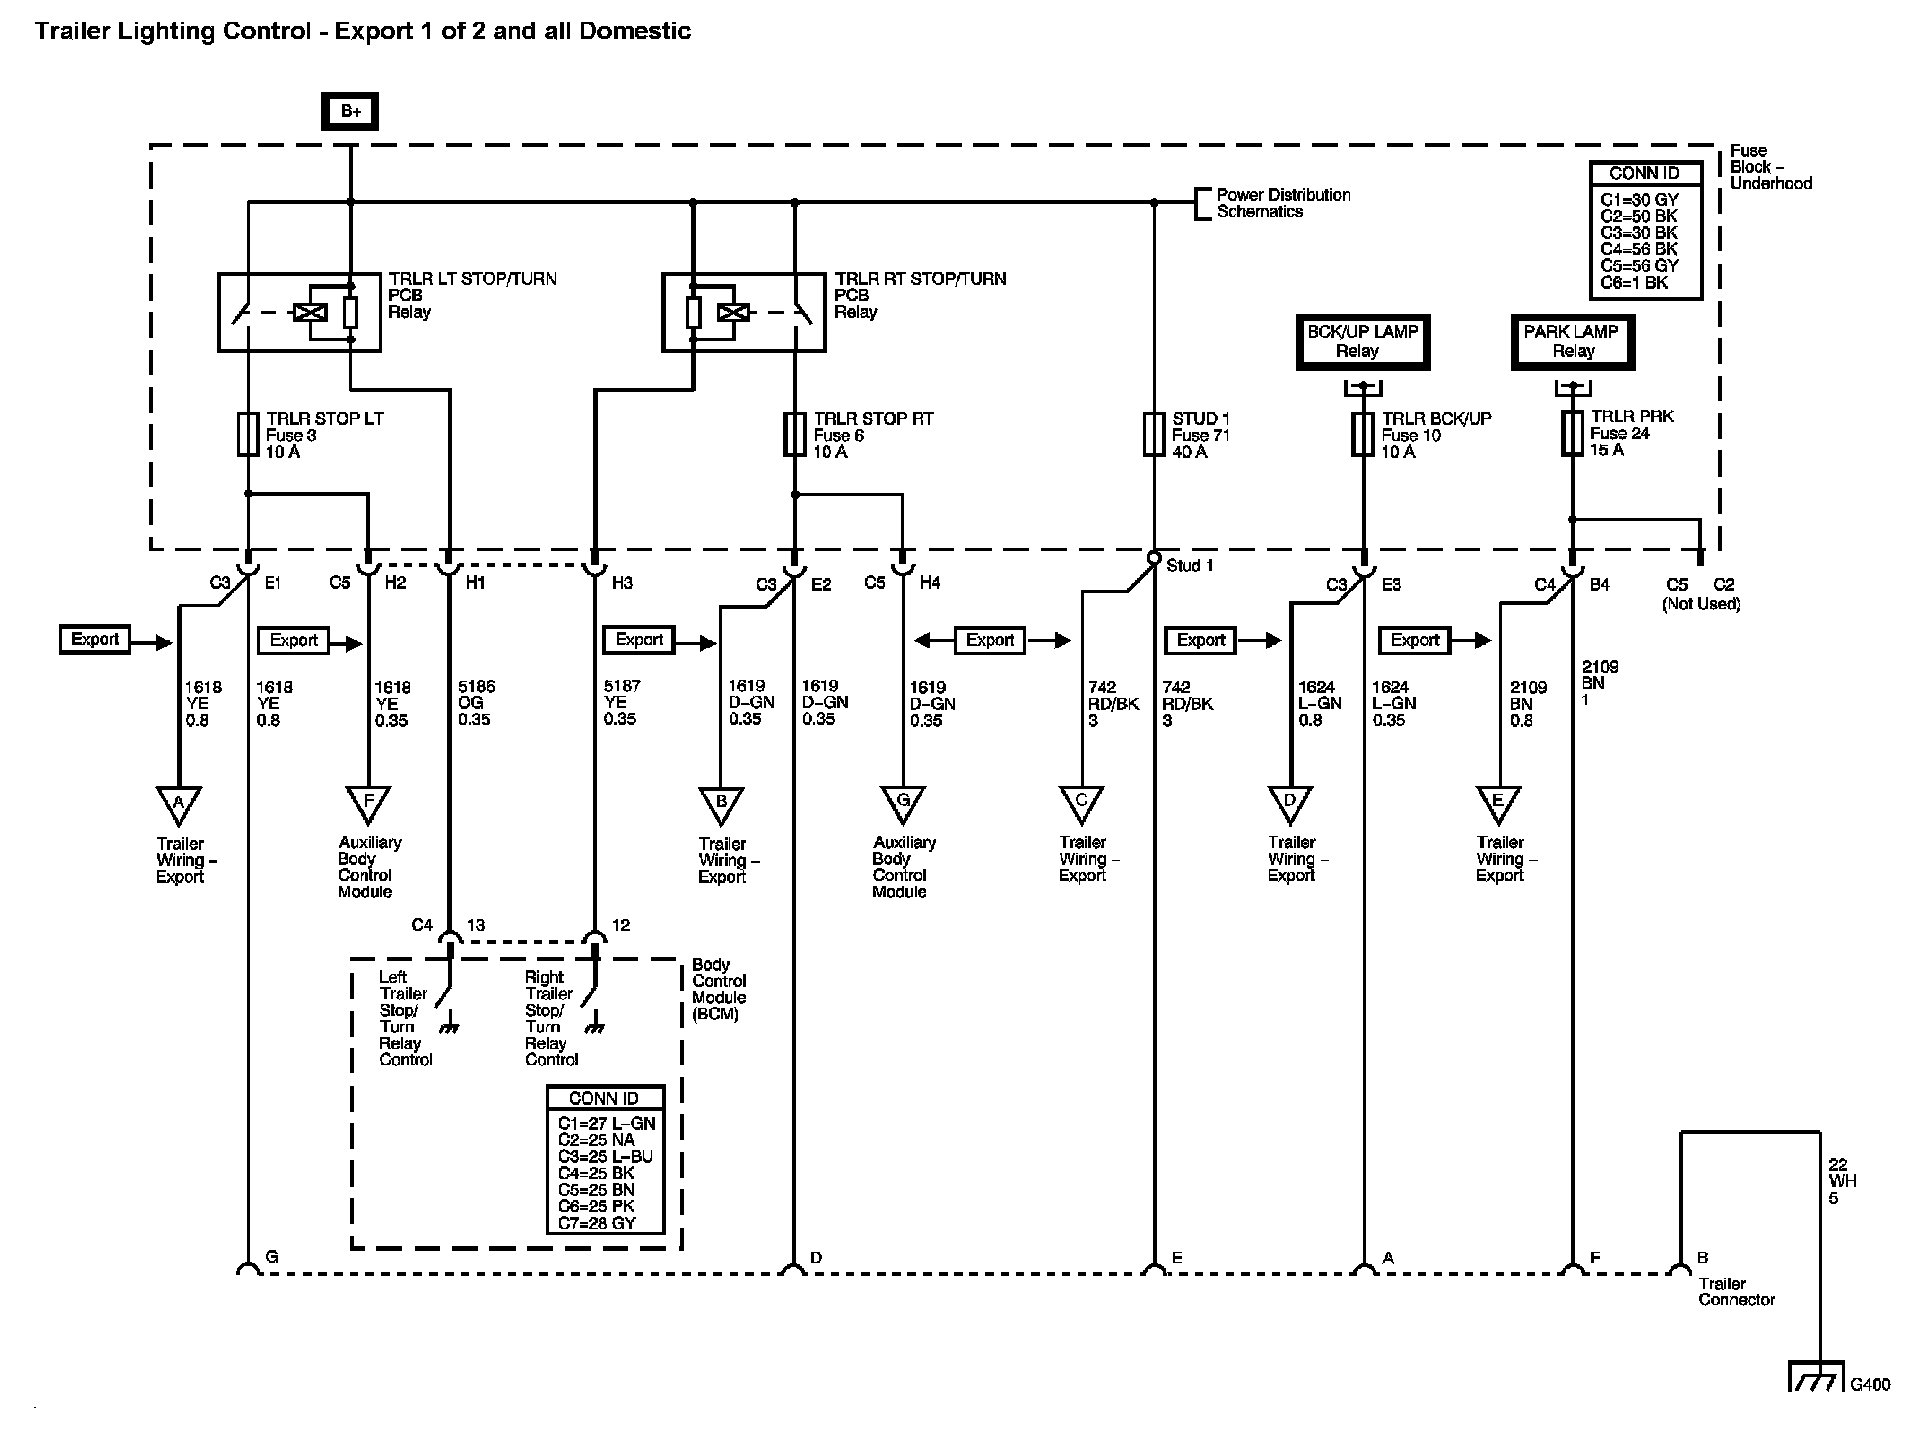 Trailer Lighting Control - Export 1 of 2 and all Domestic
B+
Fuse
Block –
Underhood
CONN ID
C1=30 GY
C2=50 BK
C3=30 BK
C4=56 BK
C5=56 GY
C6=1 BK
Power Distribution
Schematics
TRLR LT STOP/TURN
PCB
Relay
TRLR RT STOP/TURN
PCB
Relay
BCK/UP LAMP
Relay
PARK LAMP
Relay
TRLR STOP LT
Fuse 3
10 A
TRLR STOP RT
Fuse 6
10 A
STUD 1
Fuse 71
40 A
TRLR BCK/UP
Fuse 10
10 A
TRLR PRK
Fuse 24
15 A
C3 E1
C5 H2
H1
H3
C3 E2
C5 H4
Stud 1
C3 E3
C4 B4
C5 C2
(Not Used)
Export
Export
Export
Export
Export
Export
1618
YE
0.8
1618
YE
0.8
1618
YE
0.35
5186
OG
0.35
5187
YE
0.35
1619
D–GN
0.35
1619
D–GN
0.35
1619
D–GN
0.35
742
RD/BK
3
742
RD/BK
3
1624
L–GN
0.8
1624
L–GN
0.35
2109
BN
0.8
2109
BN
1
A
Trailer
Wiring –
Export
F
Auxiliary
Body
Control
Module
B
Trailer
Wiring –
Export
G
Auxiliary
Body
Control
Module
C
Trailer
Wiring –
Export
D
Trailer
Wiring –
Export
E
Trailer
Wiring –
Export
C4 13
12
Left
Trailer
Stop/
Turn
Relay
Control
Right
Trailer
Stop/
Turn
Relay
Control
Body
Control
Module
(BCM)
CONN ID
C1=27 L–GN
C2=25 NA
C3=25 L–BU
C4=25 BK
C5=25 BN
C6=25 PK
C7=28 GY
22
WH
5
G
D
E
A
F
B
Trailer
Connector
G400